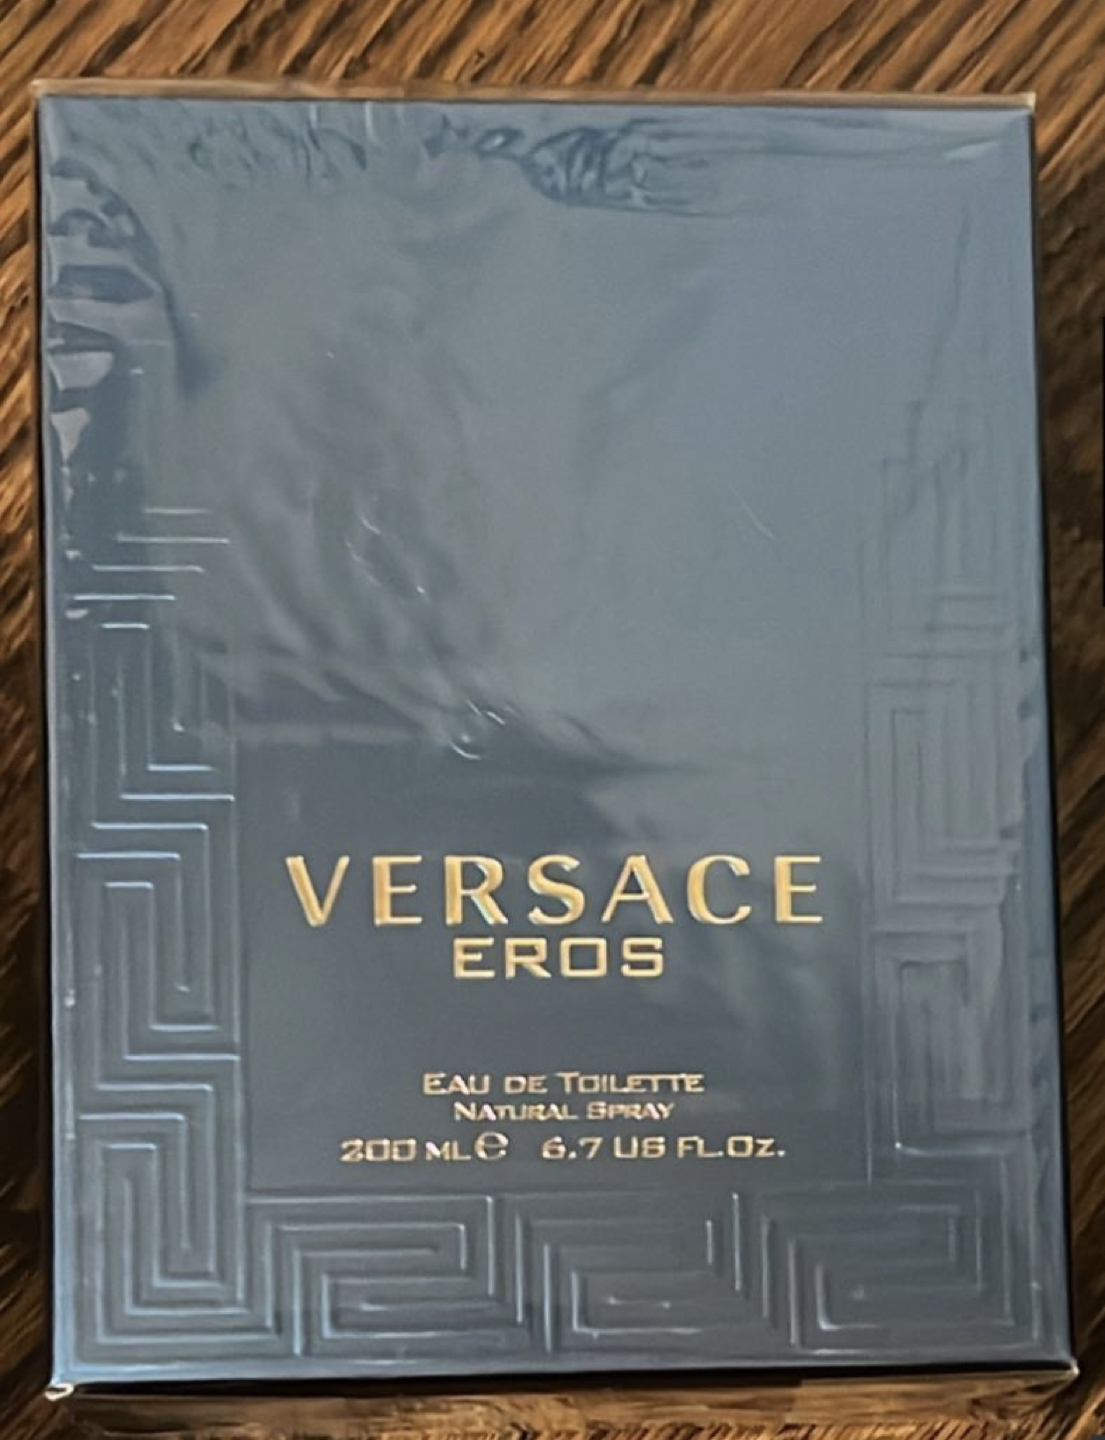 VERSACE
EROS
EAU DE TOILETTE
NATURAL SPRAY
200 ML℮ 6.7 US FL.OZ.